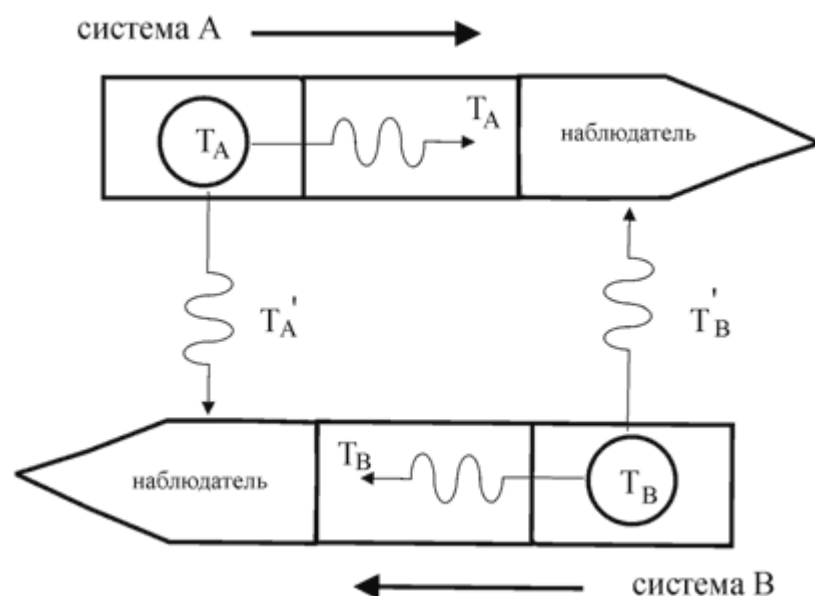 система A
T_A
T_A
наблюдатель
T_A'
T_B'
наблюдатель
T_B
T_B
система B